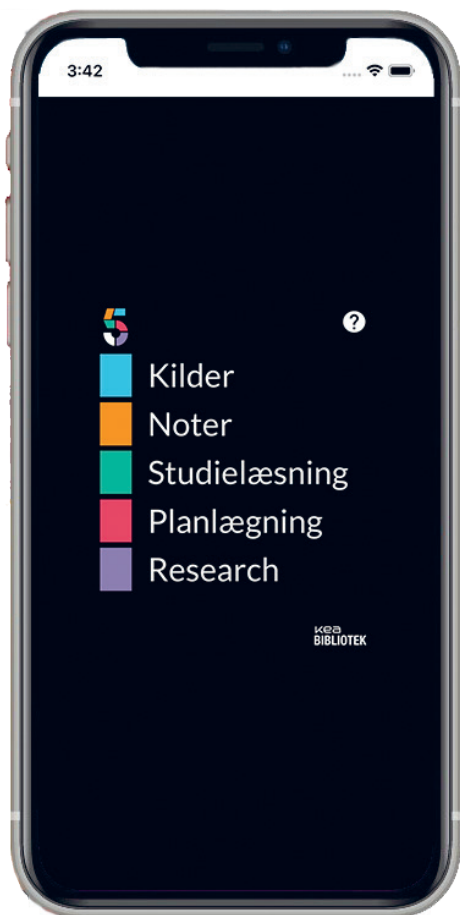 3:42
5
Kilder
Noter
Studielæsning
Planlægning
Research
kea
BIBLIOTEK